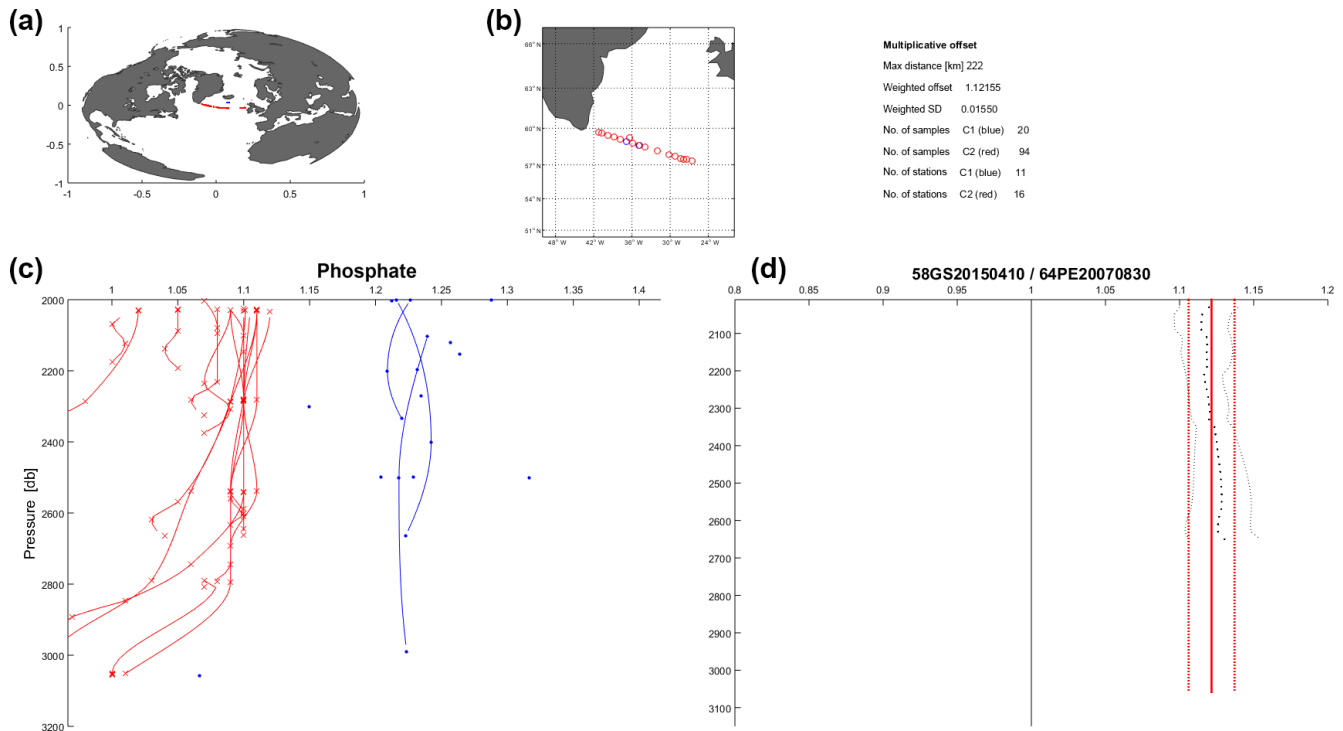 (a)
1
0.5
0
-0.5
-1
-1 -0.5 0 0.5 1
(b)
66° N
63° N
60° N
57° N
54° N
51° N
48° W 42° W 36° W 30° W 24° W
Multiplicative offset
Max distance [km] 222
Weighted offset 1.12155
Weighted SD 0.01550
No. of samples C1 (blue) 20
No. of samples C2 (red) 94
No. of stations C1 (blue) 11
No. of stations C2 (red) 16
(c)
Phosphate
1 1.05 1.1 1.15 1.2 1.25 1.3 1.35 1.4
2000
2200
2400
2600
2800
3000
3200
Pressure [db]
(d)
58GS20150410 / 64PE20070830
0.8 0.85 0.9 0.95 1 1.05 1.1 1.15 1.2
2100
2200
2300
2400
2500
2600
2700
2800
2900
3000
3100